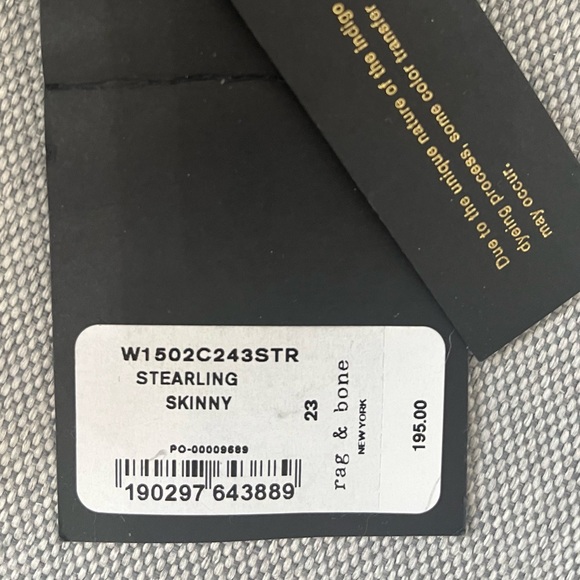 Due to the unique nature of the indigo
dyeing process, some color transfer
may occur.
W1502C243STR
STEARLING
SKINNY
23
rag & bone
NEW YORK
195.00
PO-00009689
190297 643889